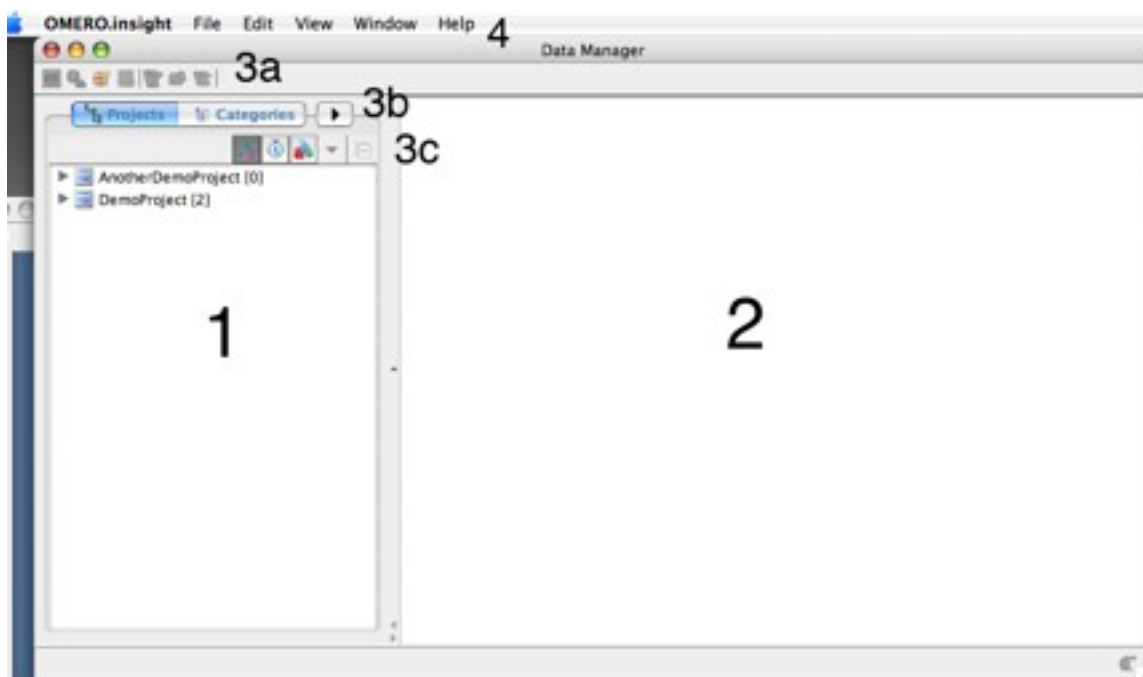 OMERO.insight File Edit View Window Help 4
Data Manager
3a
Projects Categories 3b
3c
AnotherDemoProject [0]
DemoProject [2]
1
2